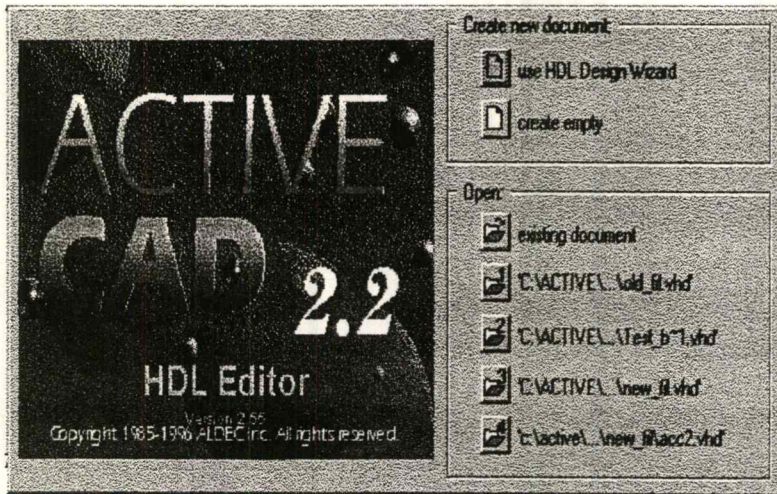 ACTIVE
CAD
2.2
HDL Editor
Version 2.55
Copyright 1985-1996 ALDEC inc. All rights reserved.
Create new document:
use HDL Design Wizard
create empty
Open:
existing document
'C:\ACTIVE\...\old_fil.vhd'
'C:\ACTIVE\...\Test_b~1.vhd'
'C:\ACTIVE\...\new_fil.vhd'
'c:\active\...\new_fil\acc2.vhd'